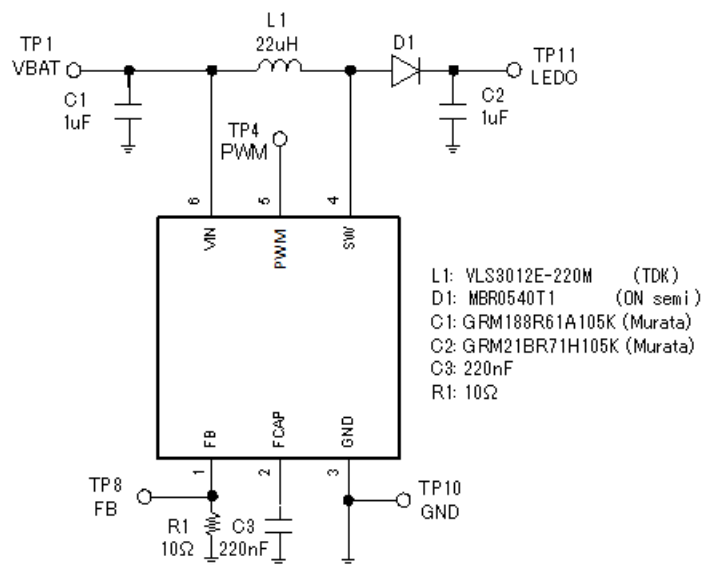 L1
22uH
D1
TP1
VBAT
TP11
LEDO
C1
1uF
C2
1uF
TP4
PWM
6
5
4
VIN
PWM
SW
L1: VLS3012E-220M (TDK)
D1: MBR0540T1 (ON semi)
C1: GRM188R61A105K (Murata)
C2: GRM21BR71H105K (Murata)
C3: 220nF
R1: 10Ω
FB
FCAP
GND
1
2
3
TP8
FB
TP10
GND
R1
10Ω
C3
220nF